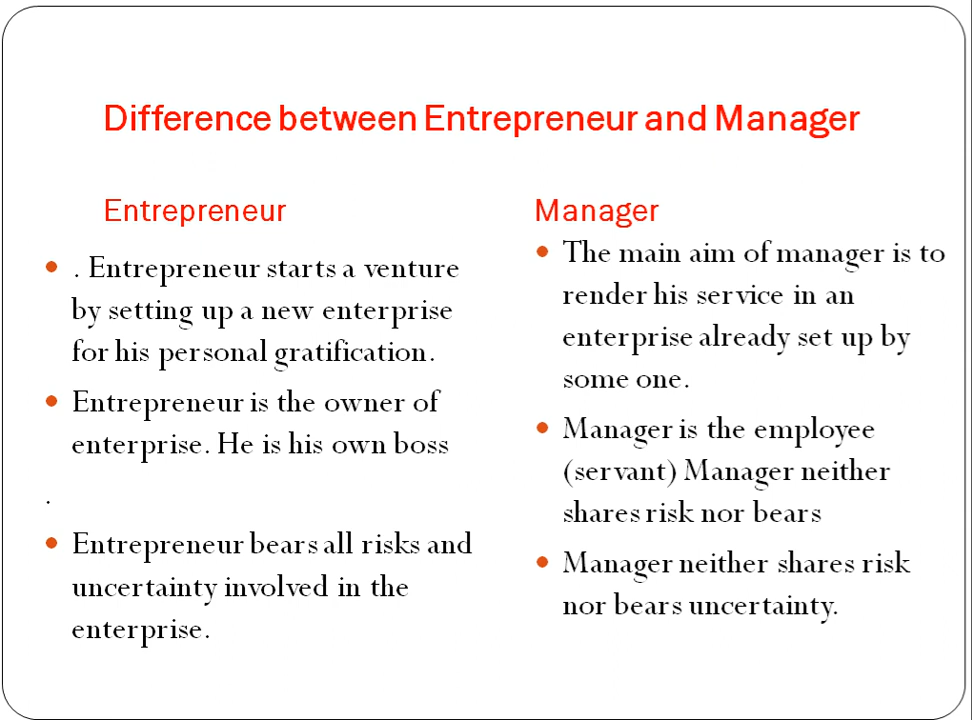 Difference between Entrepreneur and Manager
Entrepreneur
• . Entrepreneur starts a venture
by setting up a new enterprise
for his personal gratification.
• Entrepreneur is the owner of
enterprise. He is his own boss
.
• Entrepreneur bears all risks and
uncertainty involved in the
enterprise.
Manager
• The main aim of manager is to
render his service in an
enterprise already set up by
some one.
• Manager is the employee
(servant) Manager neither
shares risk nor bears
• Manager neither shares risk
nor bears uncertainty.